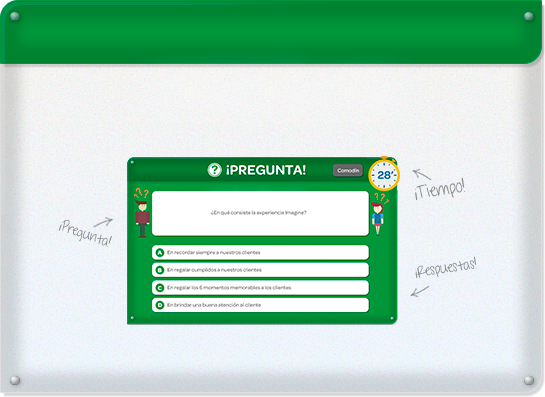 ? ¡PREGUNTA!
Comodín
28'
¡Tiempo!
???
???
¿En qué consiste la experiencia Imagine?
¡Pregunta!
A En recordar siempre a nuestros clientes
B En regalar cumplidos a nuestros clientes
C En regalar los 6 momentos memorables a los clientes
D En brindar una buena atención al cliente
¡Respuestas!